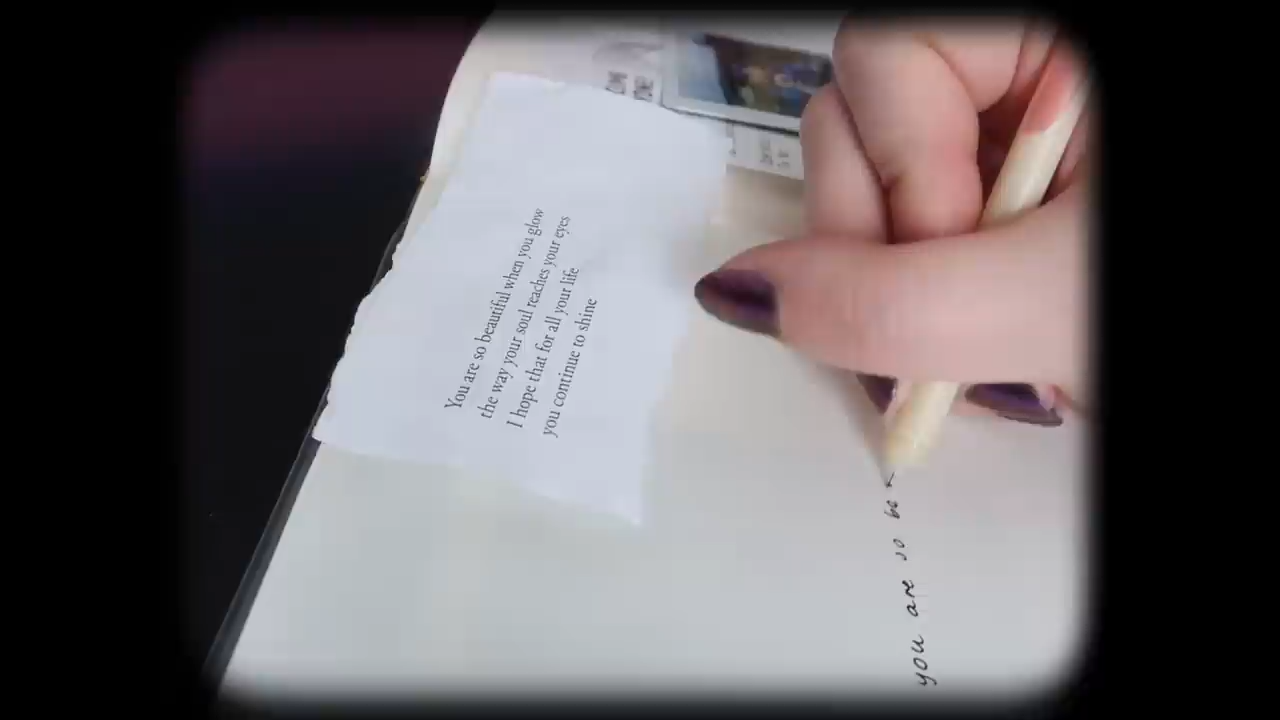 You are so beautiful when you glow
the way your soul reaches your eyes
I hope that for all your life
you continue to shine
you are so be